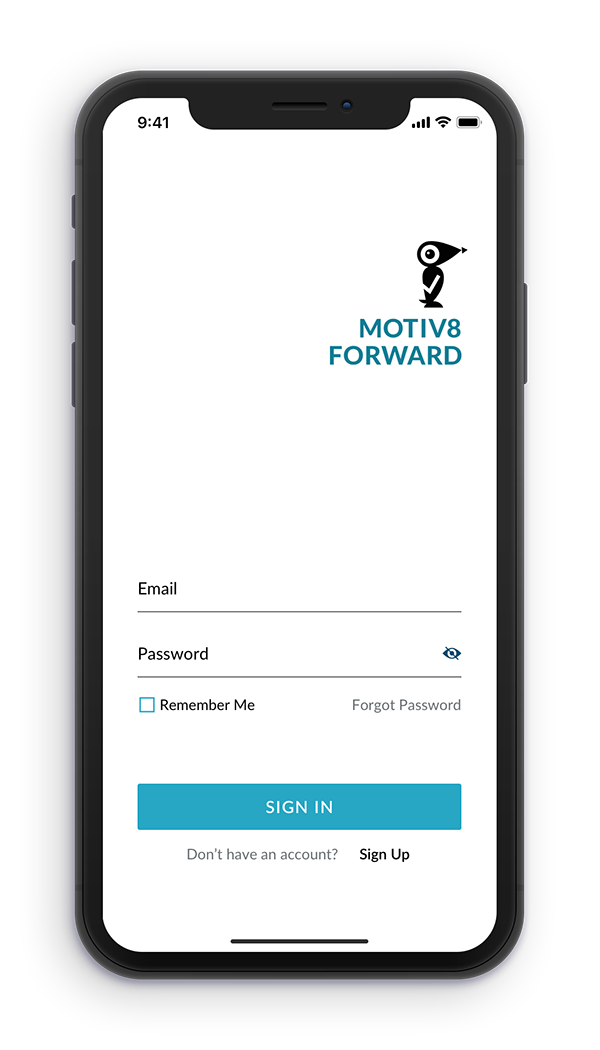 9:41
MOTIV8
FORWARD
Email
Password
Remember Me Forgot Password
SIGN IN
Don’t have an account? Sign Up